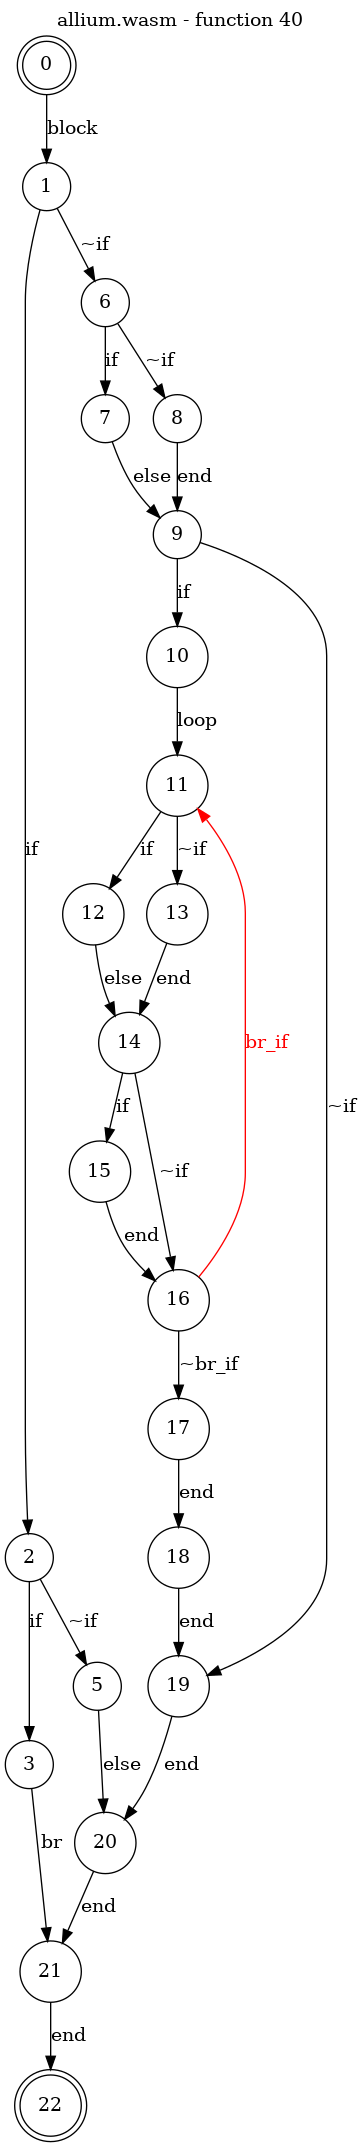 allium.wasm - function 40
0
block
1
~if
6
if
~if
7
8
else
end
9
if
10
loop
11
if
if
~if
12
13
else
end
14
br_if
~if
if
~if
15
end
16
~br_if
17
end
2
18
if
~if
end
5
19
3
else
end
br
20
end
21
end
22